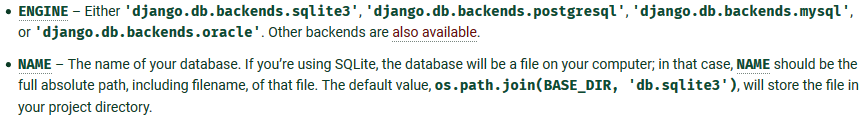 • ENGINE – Either 'django.db.backends.sqlite3', 'django.db.backends.postgresql', 'django.db.backends.mysql',
or 'django.db.backends.oracle'. Other backends are also available.
• NAME – The name of your database. If you’re using SQLite, the database will be a file on your computer; in that case, NAME should be the
full absolute path, including filename, of that file. The default value, os.path.join(BASE_DIR, 'db.sqlite3'), will store the file in
your project directory.